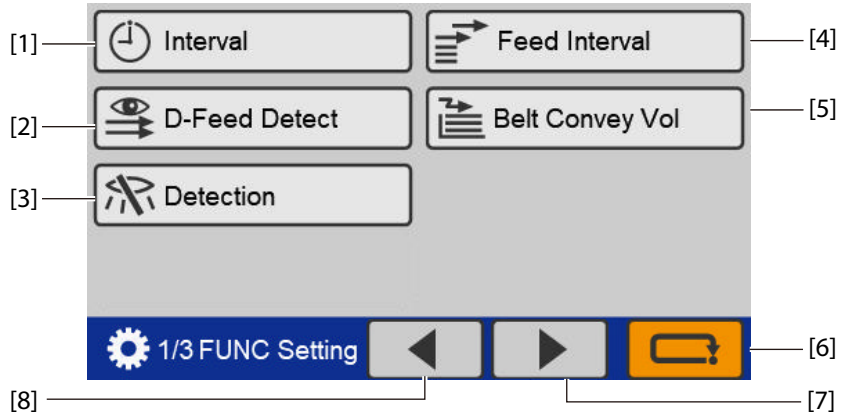 [1] Interval Feed Interval [4]
[2] D-Feed Detect Belt Convey Vol [5]
[3] Detection
1/3 FUNC Setting [6]
[8] [7]